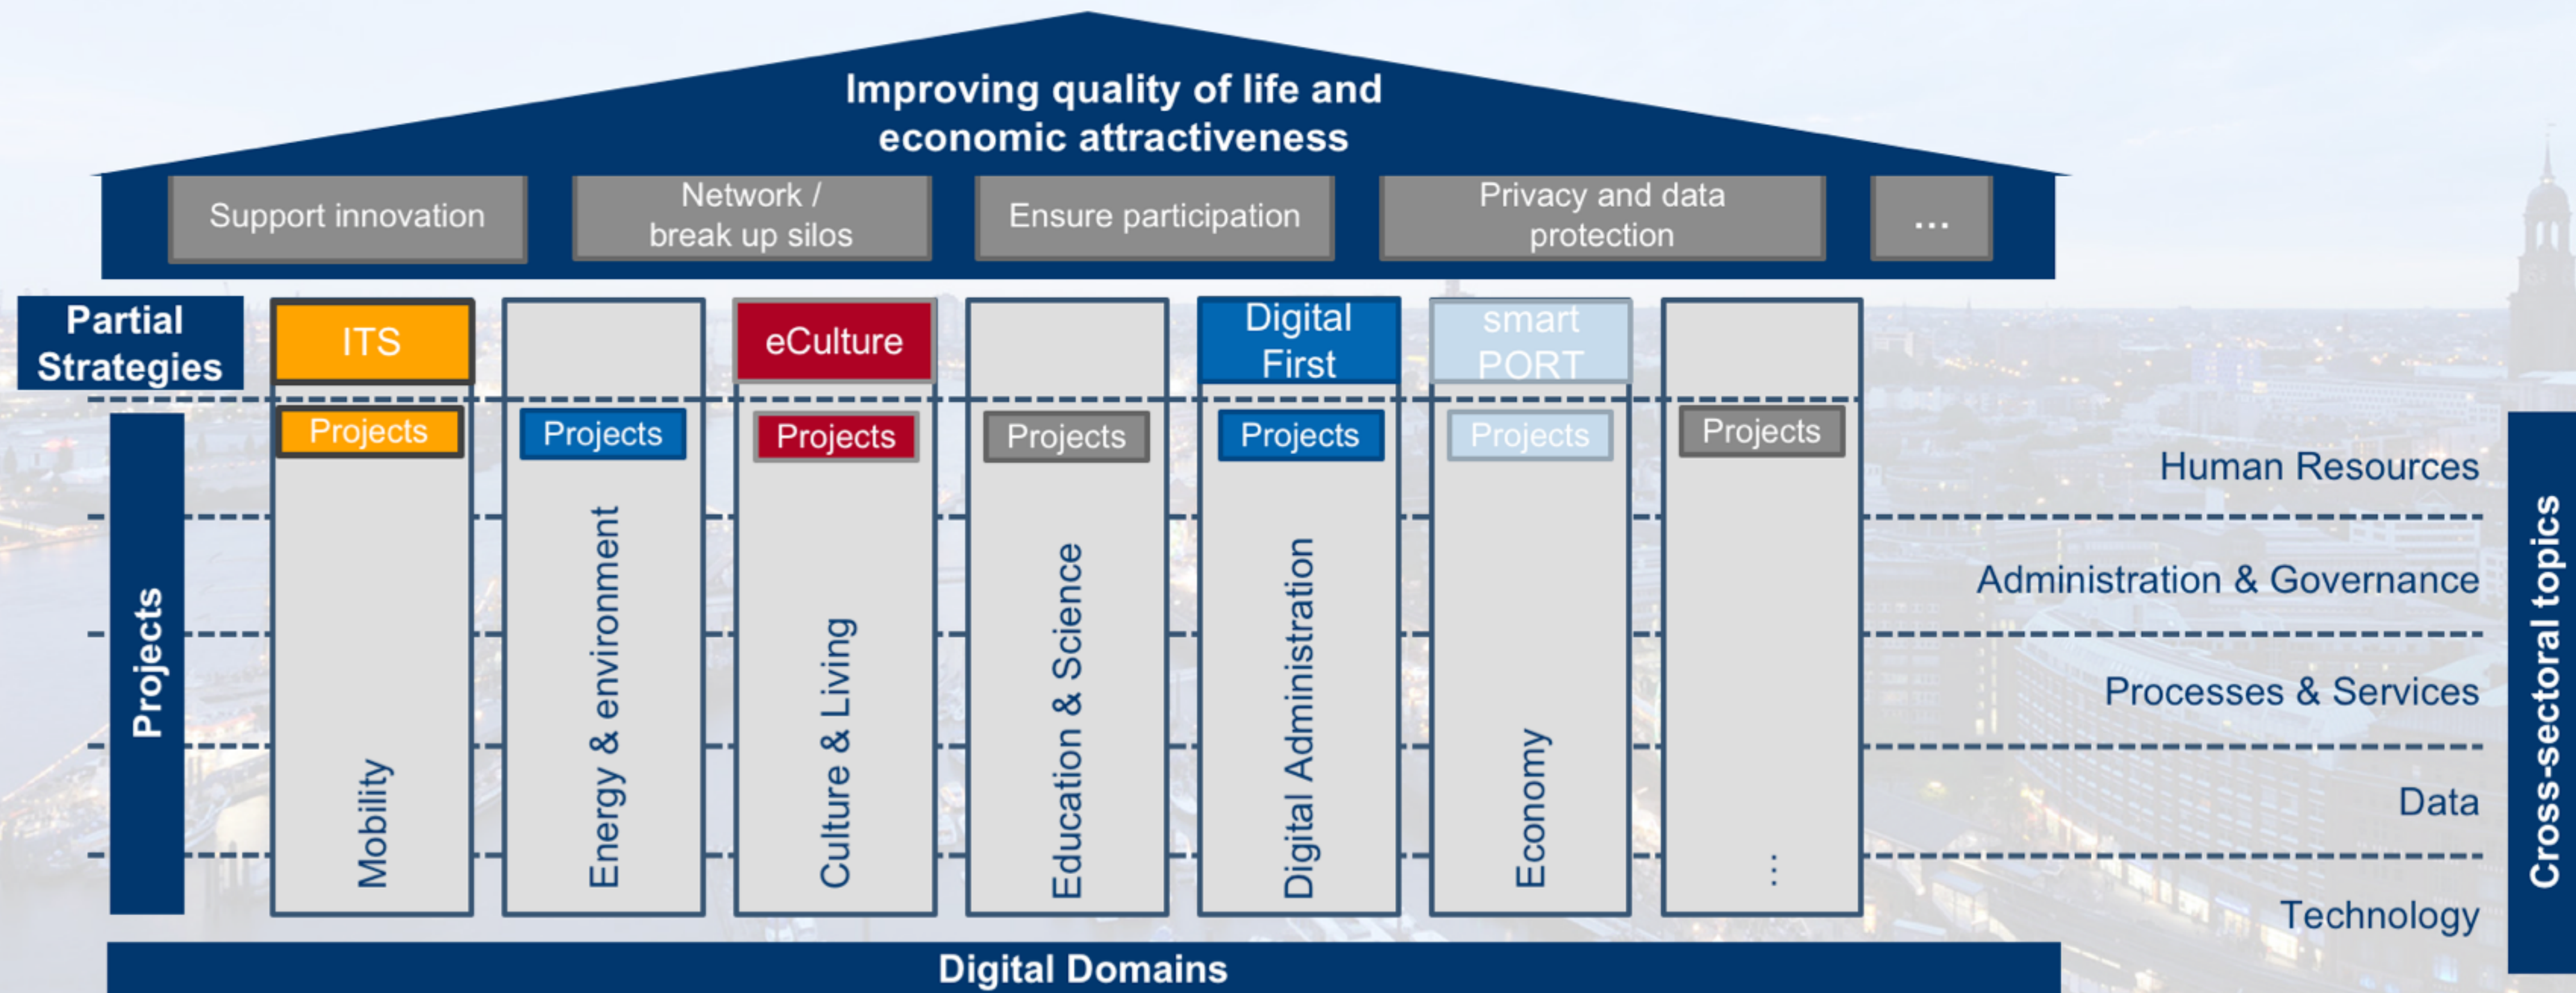 Improving quality of life and
economic attractiveness
Support innovation
Network /
break up silos
Ensure participation
Privacy and data
protection
...
Partial
Strategies
ITS
eCulture
Digital
First
smart
PORT
Projects
Projects
Projects
Projects
Projects
Projects
Projects
Projects
Mobility
Energy & environment
Culture & Living
Education & Science
Digital Administration
Economy
...
Human Resources
Administration & Governance
Processes & Services
Data
Technology
Cross-sectoral topics
Digital Domains